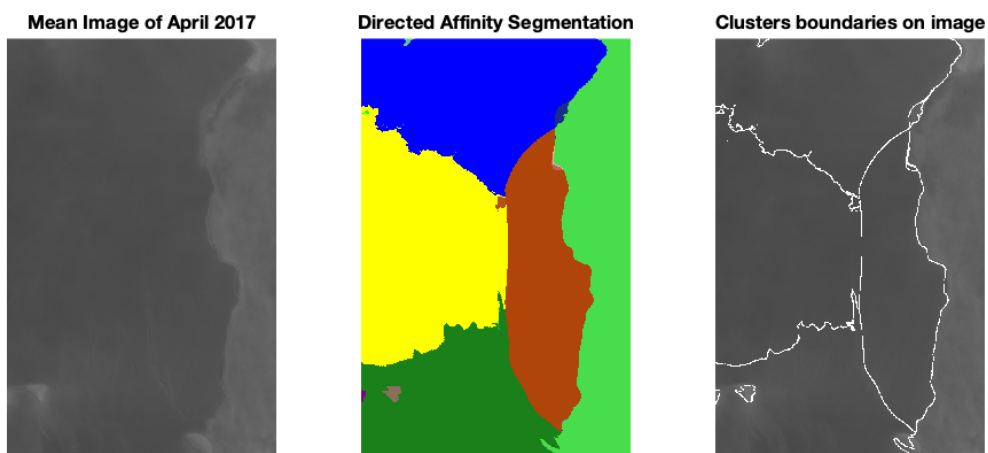 Mean Image of April 2017
Directed Affinity Segmentation
Clusters boundaries on image